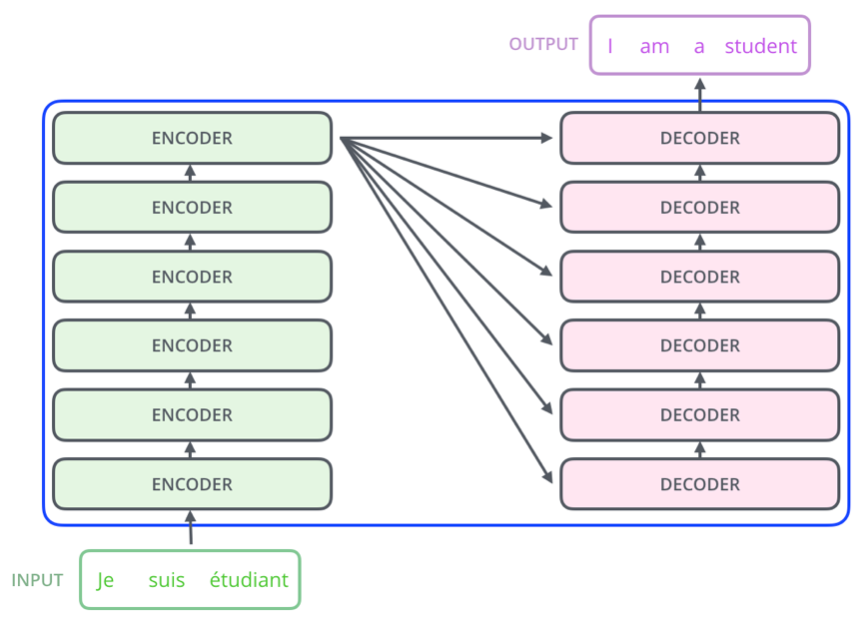 OUTPUT
I am a student
ENCODER
DECODER
ENCODER
DECODER
ENCODER
DECODER
ENCODER
DECODER
ENCODER
DECODER
ENCODER
DECODER
INPUT
Je suis étudiant